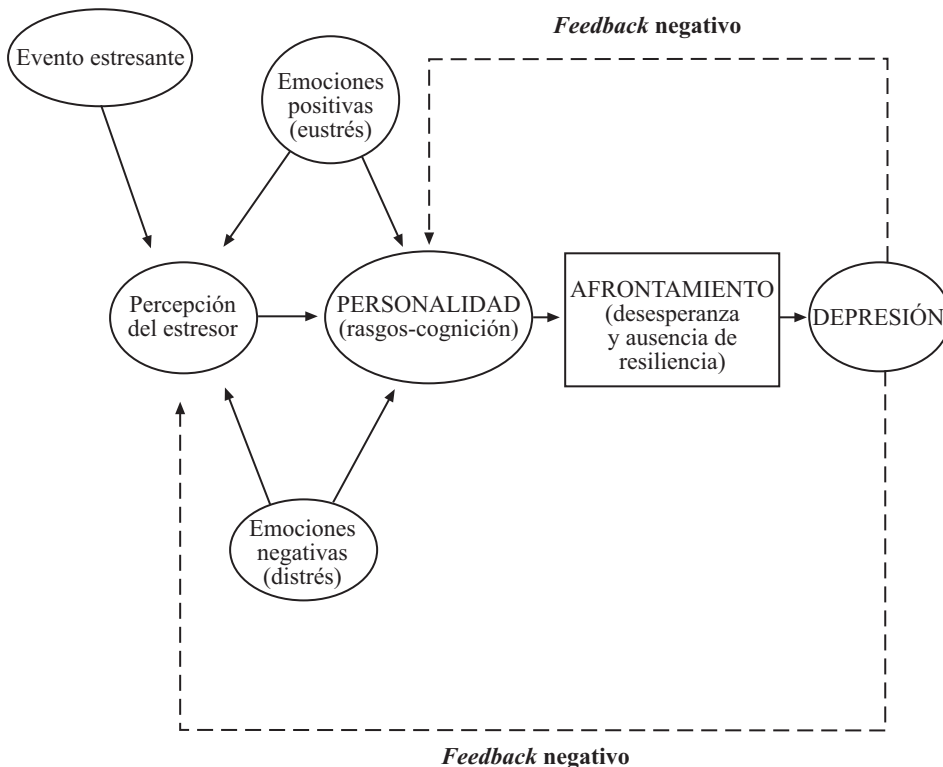 Feedback negativo
Evento estresante
Emociones
positivas
(eustrés)
Percepción
del estresor
PERSONALIDAD
(rasgos-cognición)
AFRONTAMIENTO
(desesperanza
y ausencia de
resiliencia)
DEPRESIÓN
Emociones
negativas
(distrés)
Feedback negativo